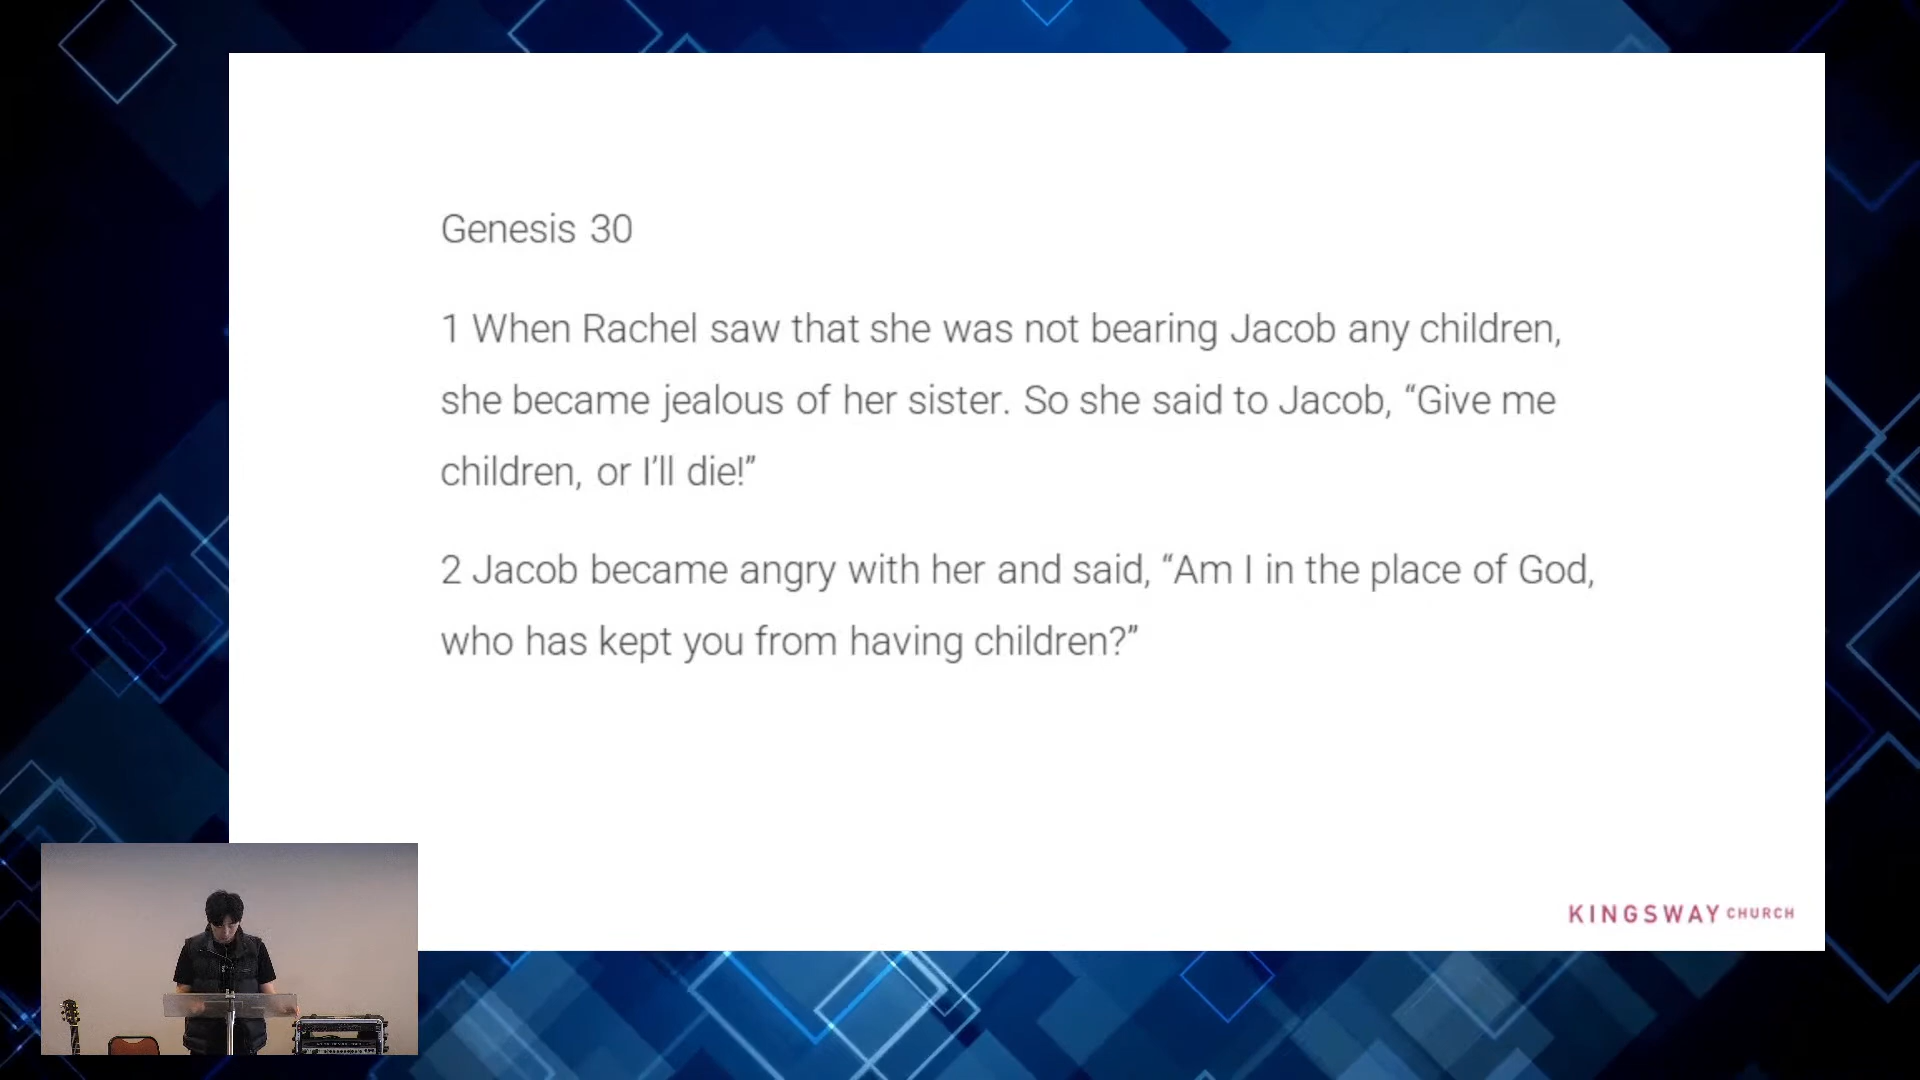 Genesis 30
1 When Rachel saw that she was not bearing Jacob any children,
she became jealous of her sister. So she said to Jacob, “Give me
children, or I’ll die!”
2 Jacob became angry with her and said, “Am I in the place of God,
who has kept you from having children?”
KINGSWAY CHURCH